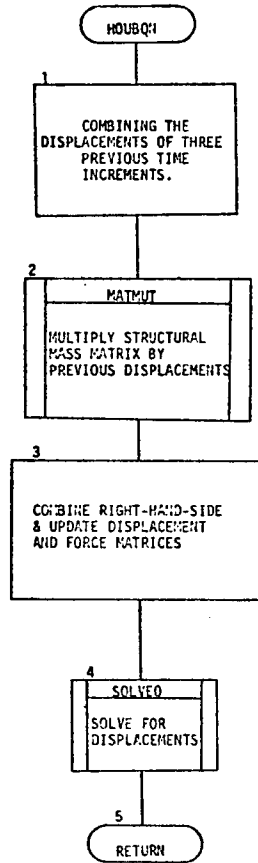 HOUBQN
1
COMBINING THE
DISPLACEMENTS OF THREE
PREVIOUS TIME
INCREMENTS.
2
MATMUT
MULTIPLY STRUCTURAL
MASS MATRIX BY
PREVIOUS DISPLACEMENTS
3
COMBINE RIGHT-HAND-SIDE
& UPDATE DISPLACEMENT
AND FORCE MATRICES
4
SOLVEQ
SOLVE FOR
DISPLACEMENTS
5
RETURN